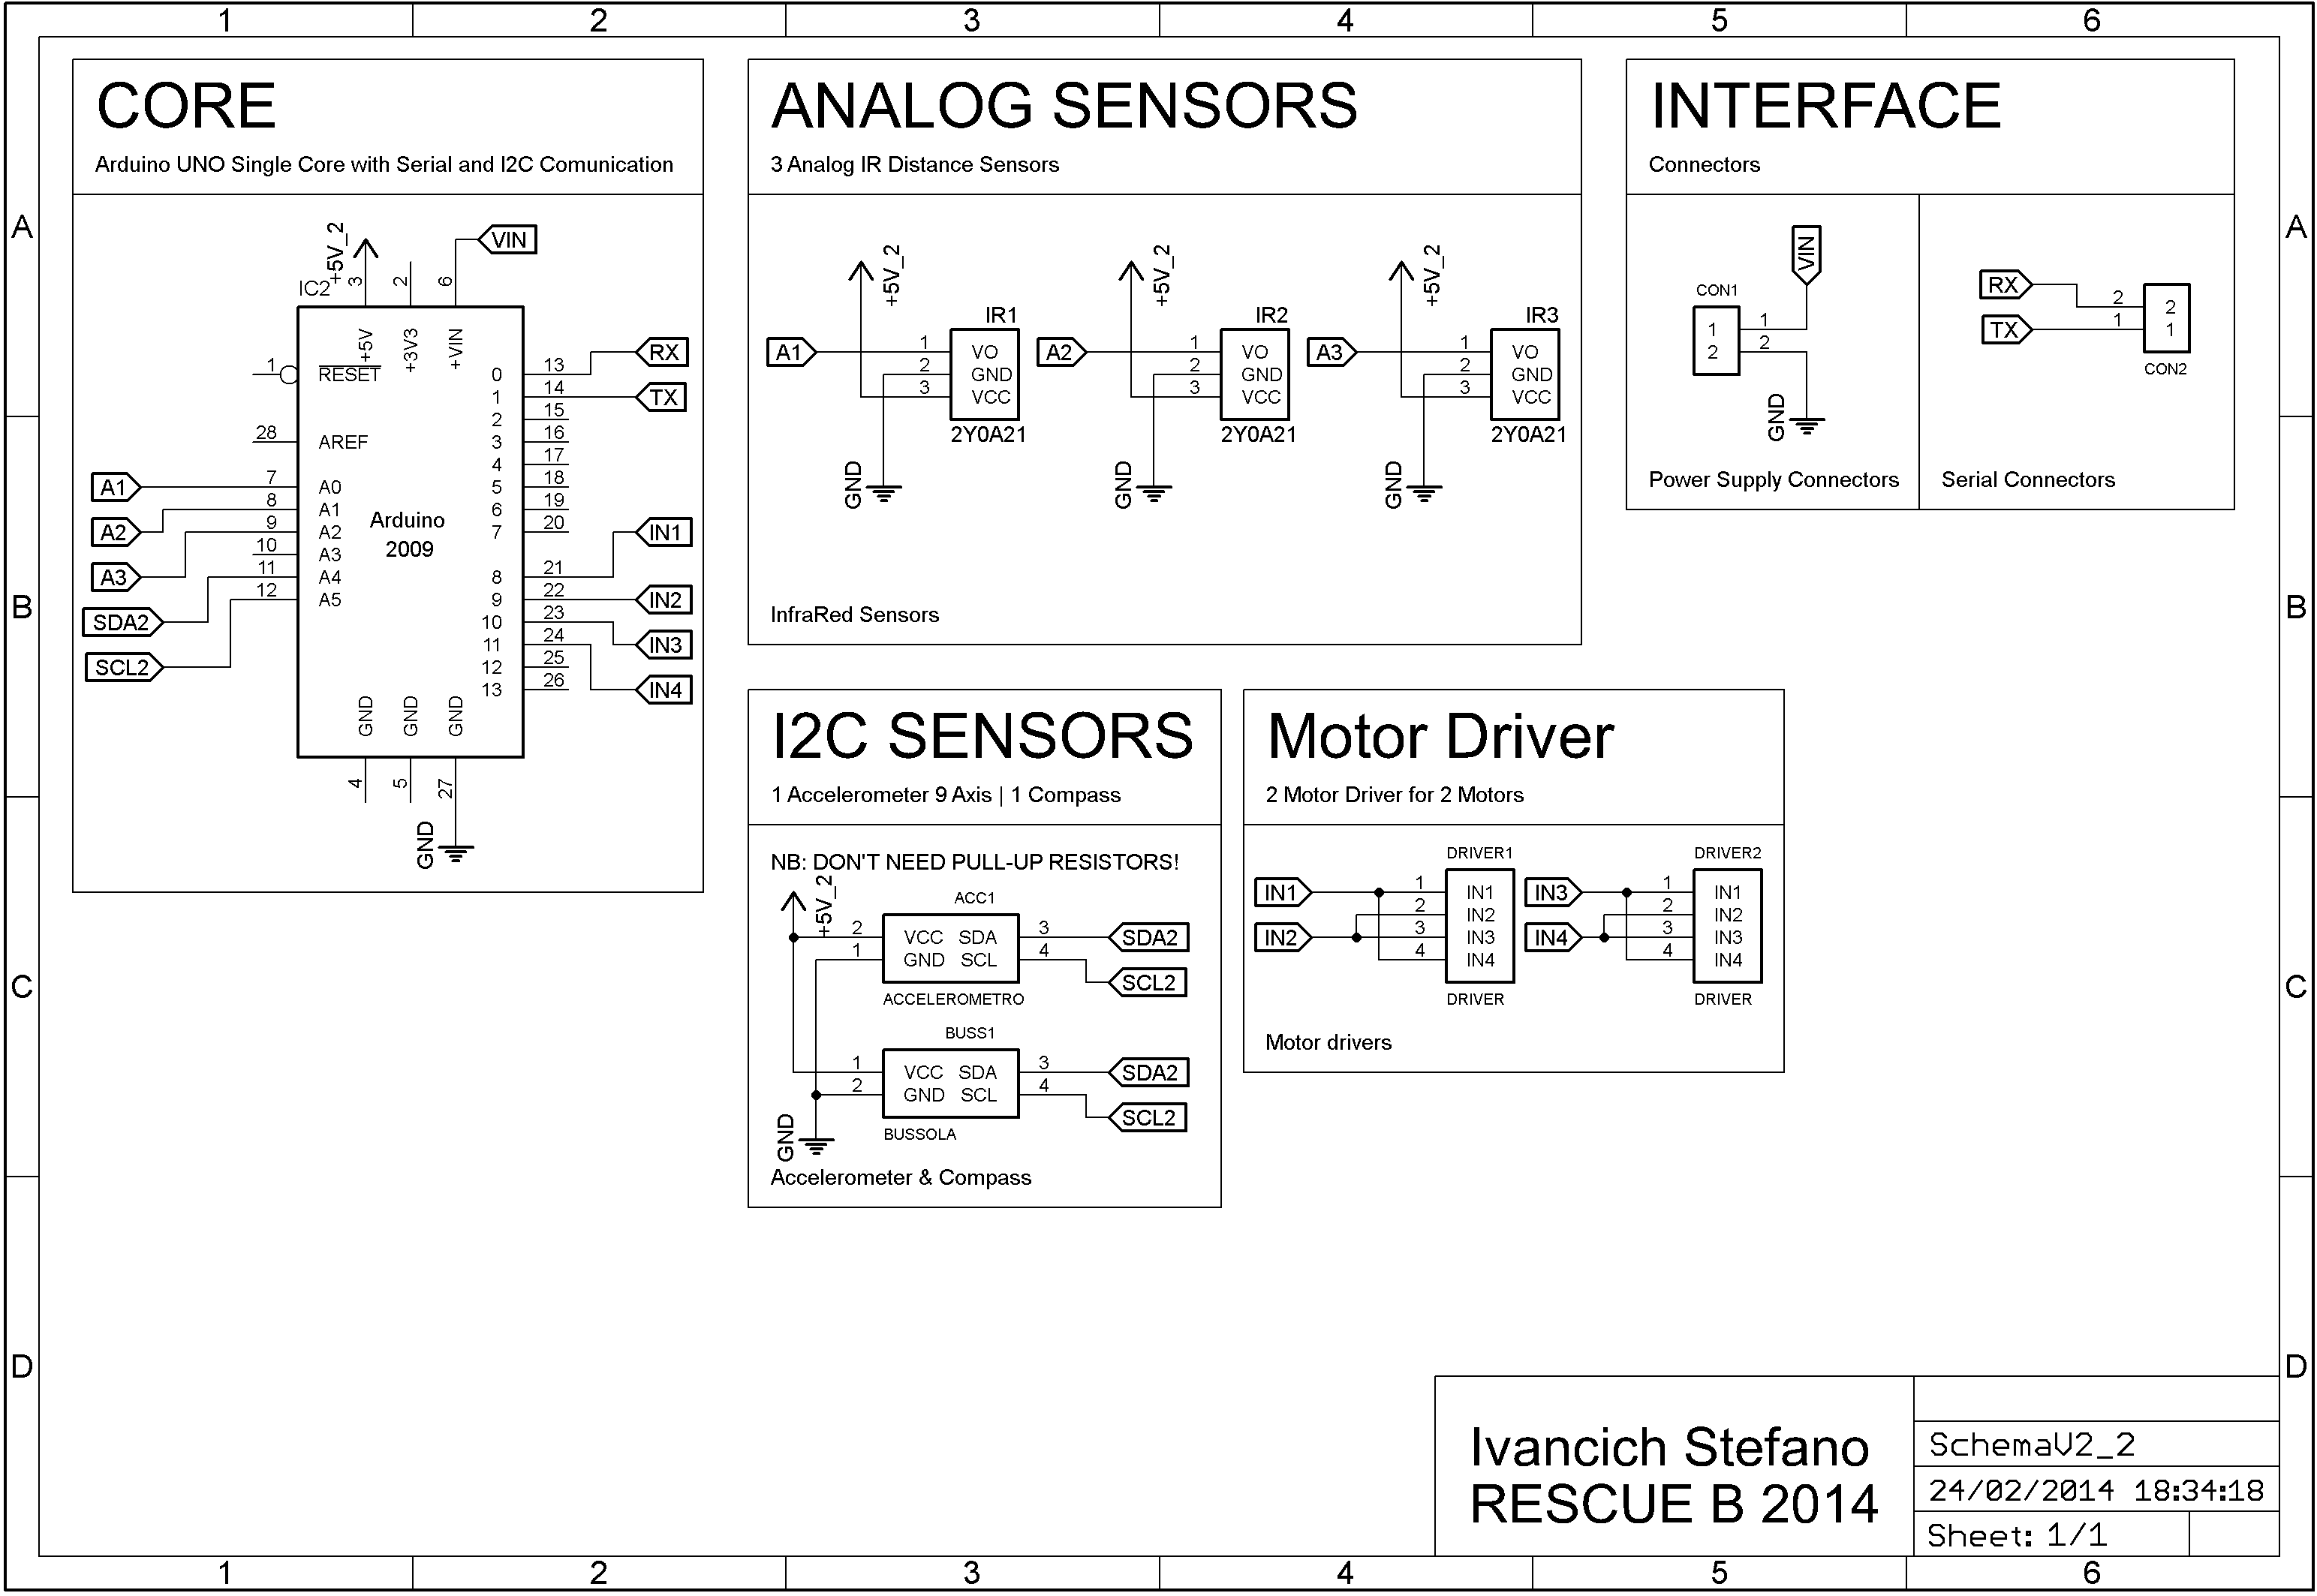 1 2 3 4 5 6
A
B
C
D
A
B
C
D
CORE
Arduino UNO Single Core with Serial and I2C Comunication
+5V_2
VIN
3
2
6
IC2
+5V
+3V3
+VIN
1
RESET
28
AREF
A1
7
A0
A2
8
A1
A3
9
A2
10
A3
SDA2
11
A4
SCL2
12
A5
Arduino
2009
0
13
RX
1
14
TX
2
15
3
16
4
17
5
18
6
19
7
20
8
21
IN1
9
22
IN2
10
23
IN3
11
24
IN4
12
25
13
26
GND
GND
GND
4
5
27
GND
ANALOG SENSORS
3 Analog IR Distance Sensors
+5V_2
IR1
A1
1 VO
2 GND
3 VCC
2Y0A21
GND
+5V_2
IR2
A2
1 VO
2 GND
3 VCC
2Y0A21
GND
+5V_2
IR3
A3
1 VO
2 GND
3 VCC
2Y0A21
GND
InfraRed Sensors
INTERFACE
Connectors
VIN
CON1
1 1
2 2
GND
Power Supply Connectors
RX
TX
2 2
1 1
CON2
Serial Connectors
I2C SENSORS
1 Accelerometer 9 Axis | 1 Compass
NB: DON'T NEED PULL-UP RESISTORS!
+5V_2
ACC1
2 VCC SDA 3 SDA2
1 GND SCL 4 SCL2
ACCELEROMETRO
BUSS1
1 VCC SDA 3 SDA2
2 GND SCL 4 SCL2
BUSSOLA
GND
Accelerometer & Compass
Motor Driver
2 Motor Driver for 2 Motors
DRIVER1
IN1
IN2
1 IN1
2 IN2
3 IN3
4 IN4
DRIVER
DRIVER2
IN3
IN4
1 IN1
2 IN2
3 IN3
4 IN4
DRIVER
Motor drivers
Ivancich Stefano
RESCUE B 2014
SchemaV2_2
24/02/2014 18:34:18
Sheet: 1/1
1 2 3 4 5 6